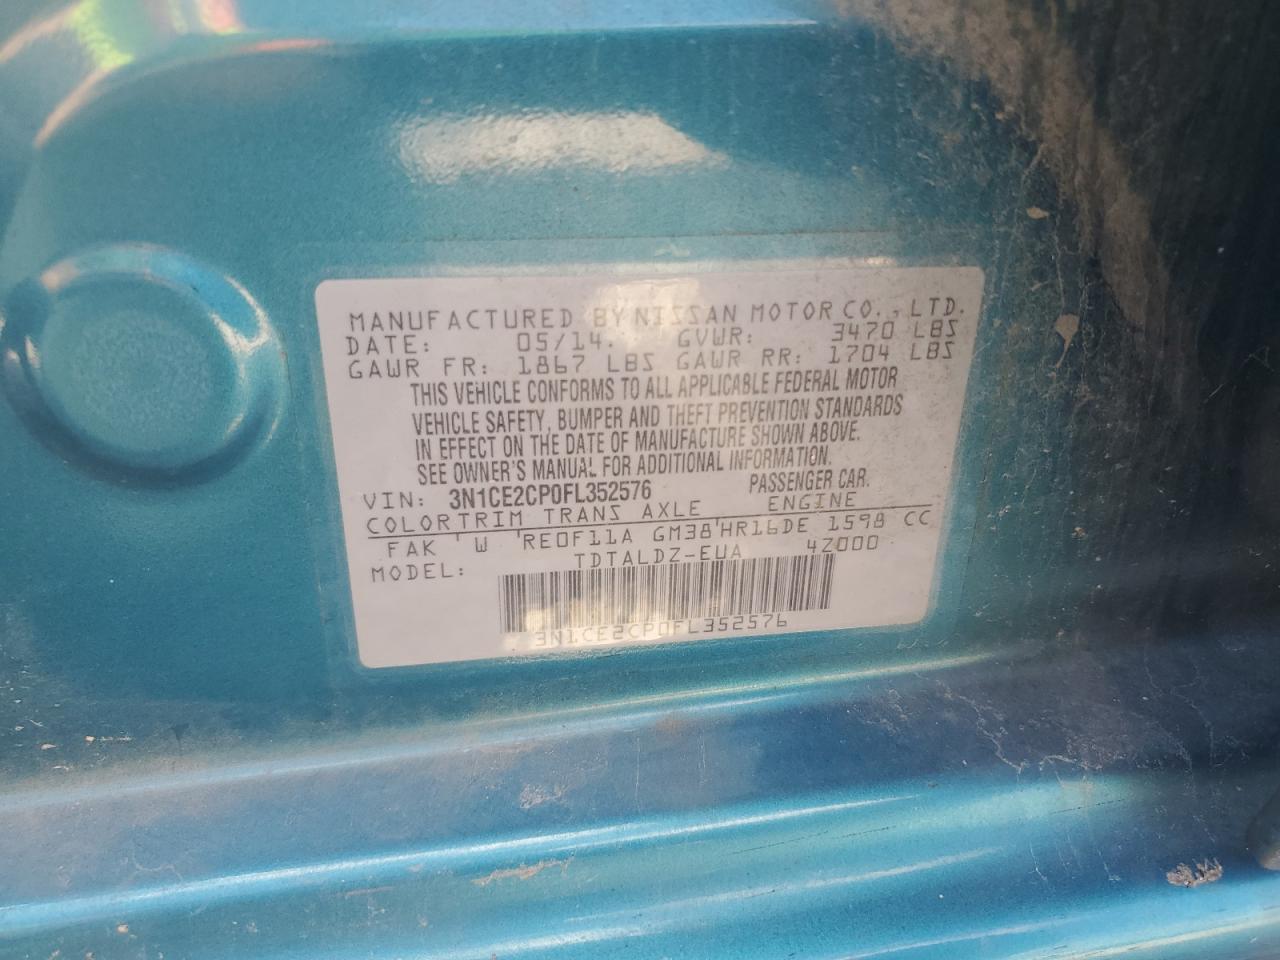 MANUFACTURED BY NISSAN MOTOR CO., LTD.
DATE: 05/14 GVWR: 3470 LBS
GAWR FR: 1867 LBS GAWR RR: 1704 LBS
THIS VEHICLE CONFORMS TO ALL APPLICABLE FEDERAL MOTOR
VEHICLE SAFETY, BUMPER AND THEFT PREVENTION STANDARDS
IN EFFECT ON THE DATE OF MANUFACTURE SHOWN ABOVE.
SEE OWNER'S MANUAL FOR ADDITIONAL INFORMATION.
VIN: 3N1CE2CP0FL352576 PASSENGER CAR.
COLOR TRIM TRANS AXLE ENGINE
FAK ' W ' RE0F11A GM38 ' HR16DE 1598 CC
MODEL: TDTALDZ-EUA 4Z000
3N1CE2CP0FL352576